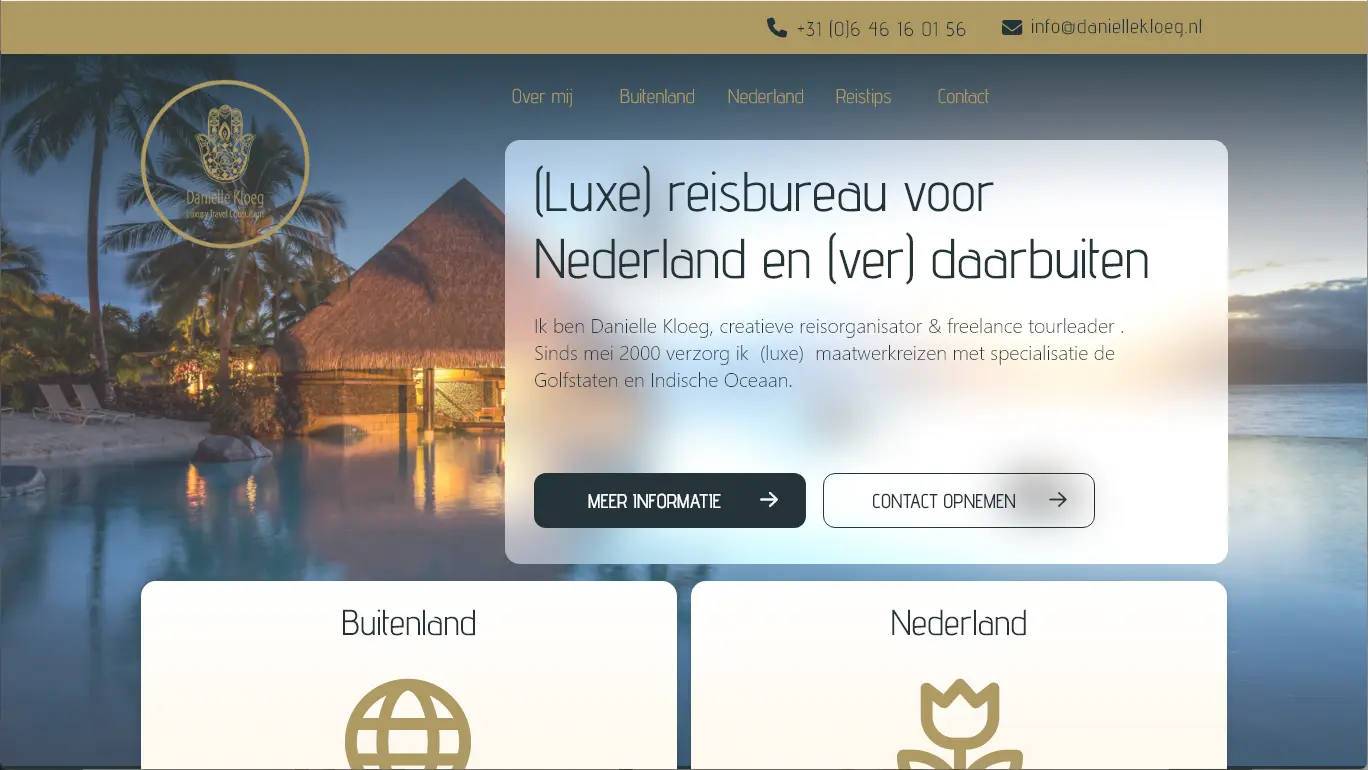 +31 (0)6 46 16 01 56
info@daniellekloeg.nl
Over mij
Buitenland
Nederland
Reistips
Contact
Danielle Kloeg
Luxury Travel Consultant
(Luxe) reisbureau voor
Nederland en (ver) daarbuiten
Ik ben Danielle Kloeg, creatieve reisorganisator & freelance tourleader .
Sinds mei 2000 verzorg ik  (luxe)  maatwerkreizen met specialisatie de
Golfstaten en Indische Oceaan.
MEER INFORMATIE
CONTACT OPNEMEN
Buitenland
Nederland